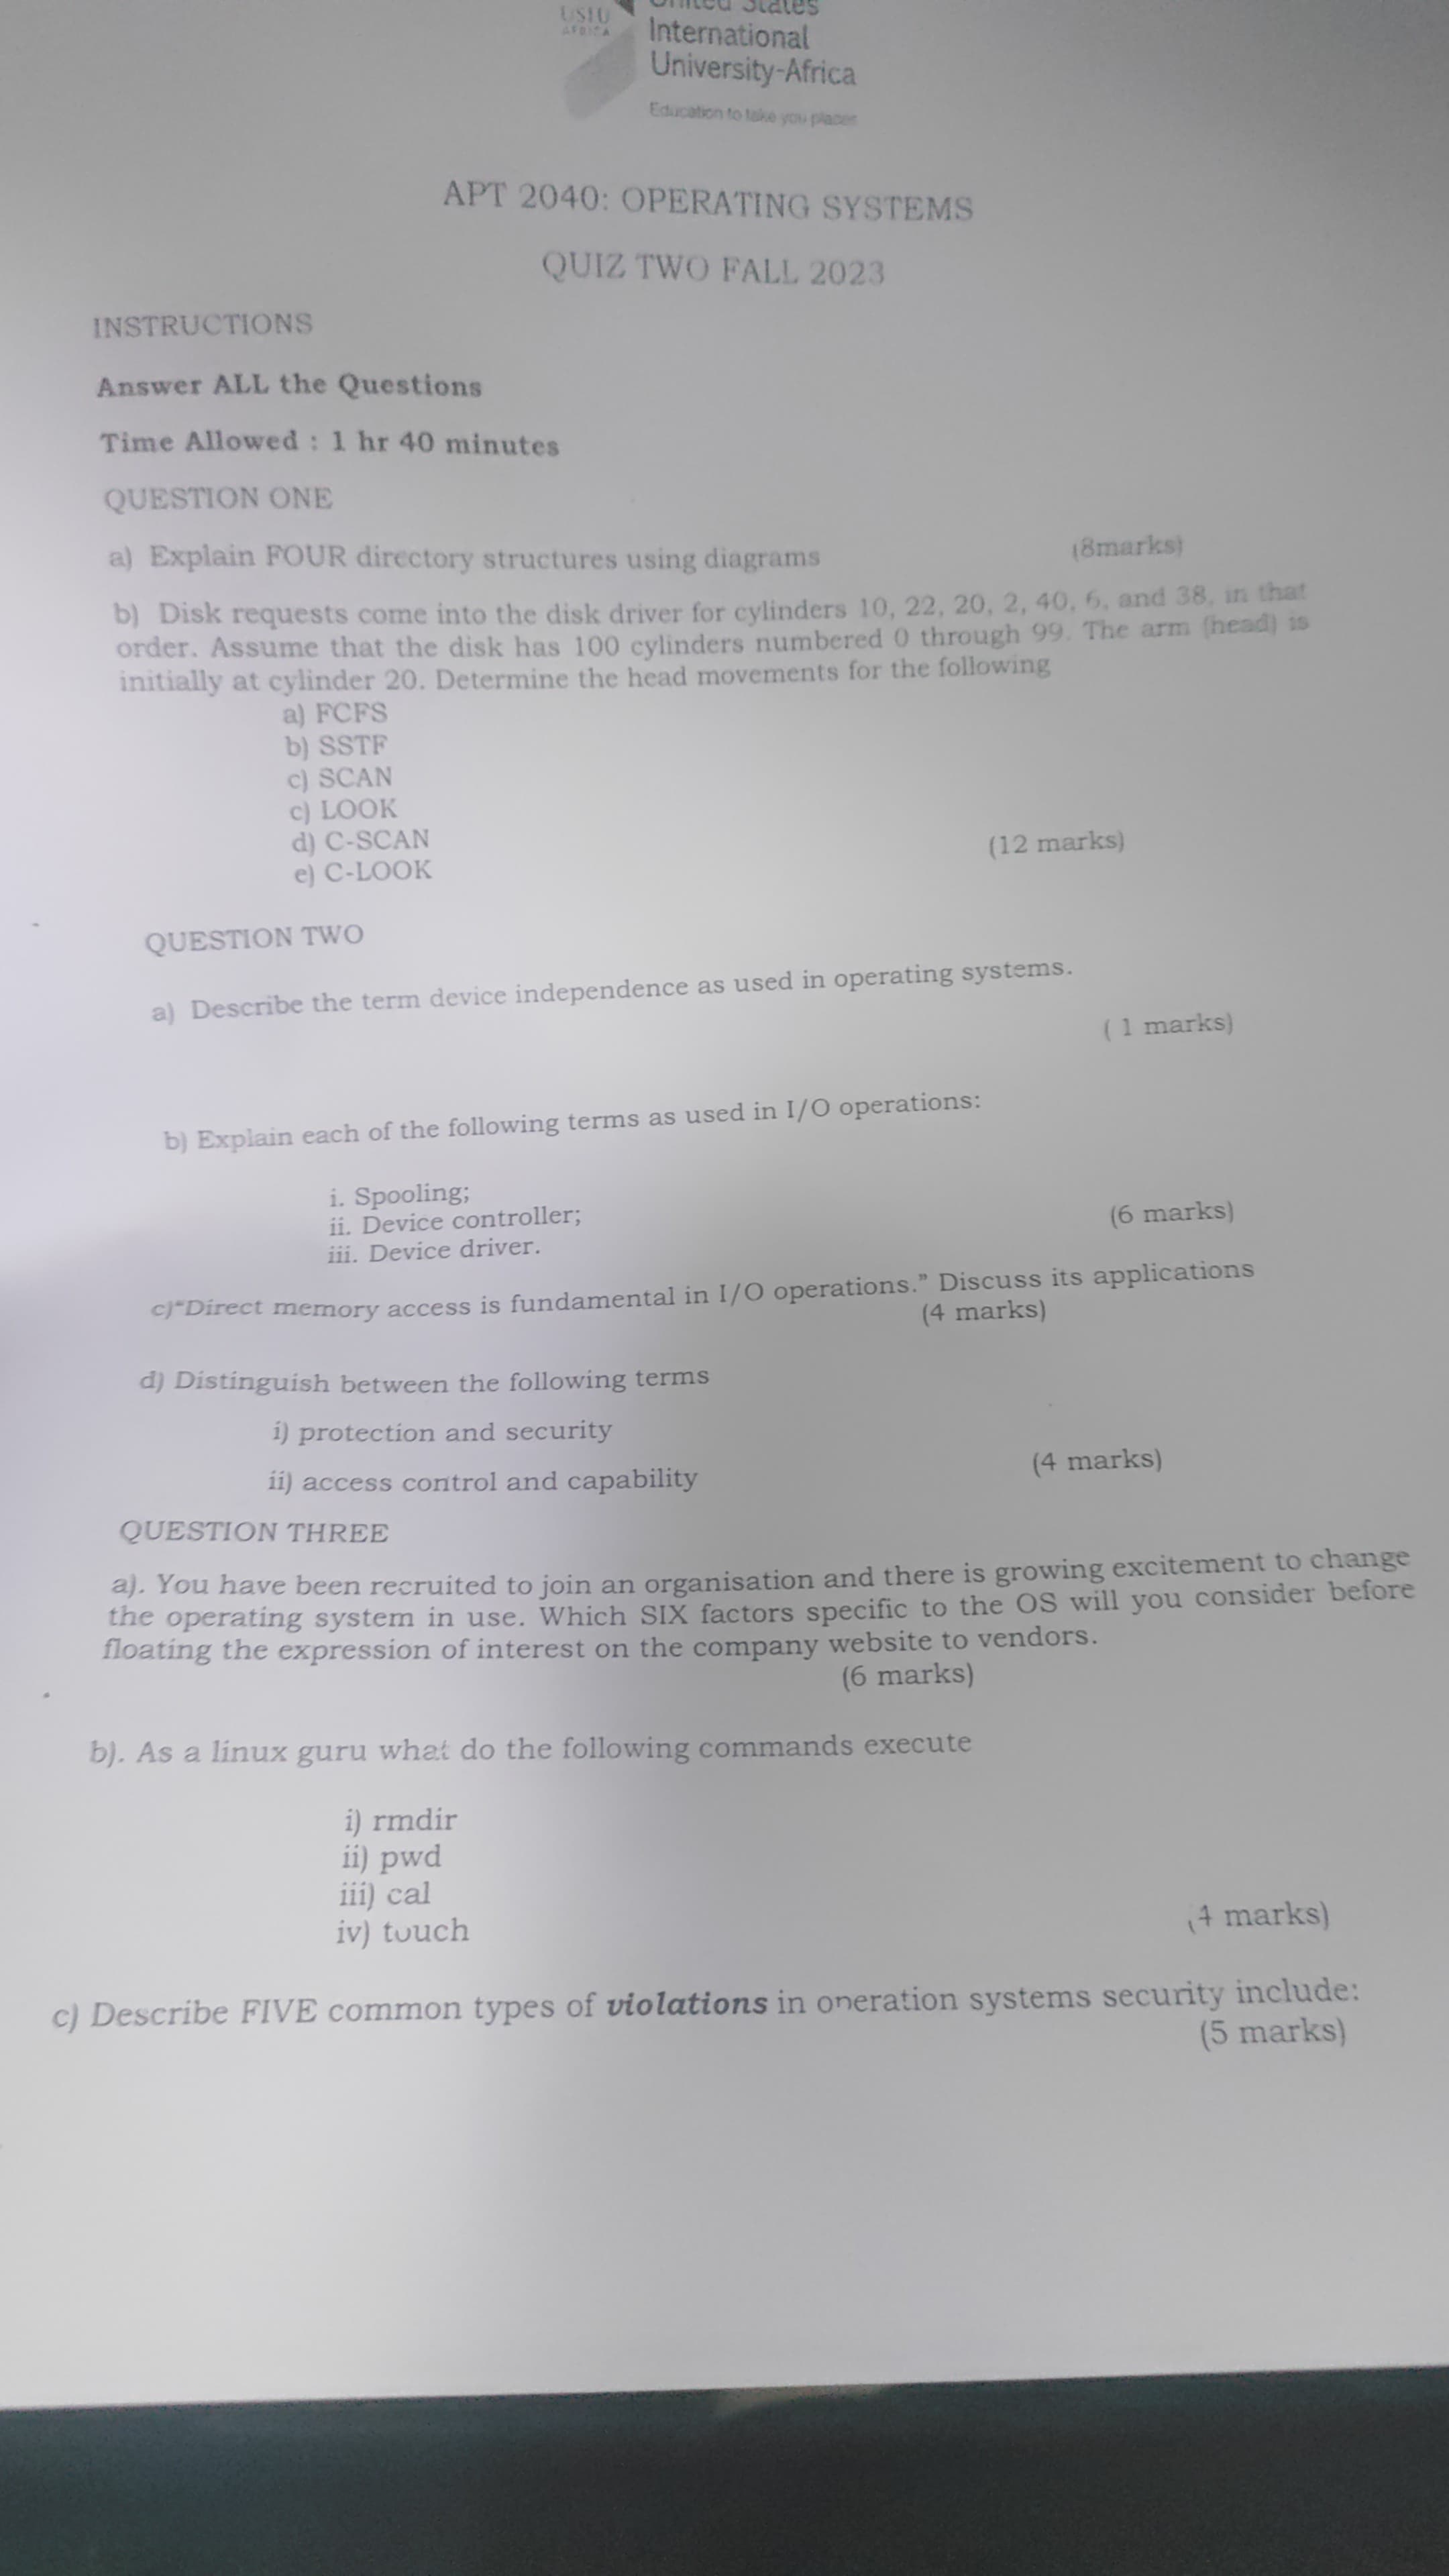 USIU
AFRICA
United States
International
University-Africa
Education to take you places
APT 2040: OPERATING SYSTEMS
QUIZ TWO FALL 2023
INSTRUCTIONS
Answer ALL the Questions
Time Allowed : 1 hr 40 minutes
QUESTION ONE
a) Explain FOUR directory structures using diagrams (8marks)
b) Disk requests come into the disk driver for cylinders 10, 22, 20, 2, 40, 6, and 38, in that
order. Assume that the disk has 100 cylinders numbered 0 through 99. The arm (head) is
initially at cylinder 20. Determine the head movements for the following
a) FCFS
b) SSTF
c) SCAN
c) LOOK
d) C-SCAN (12 marks)
e) C-LOOK
QUESTION TWO
a) Describe the term device independence as used in operating systems.
( 1 marks)
b) Explain each of the following terms as used in I/O operations:
i. Spooling;
ii. Device controller; (6 marks)
iii. Device driver.
c)"Direct memory access is fundamental in I/O operations." Discuss its applications
(4 marks)
d) Distinguish between the following terms
i) protection and security
ii) access control and capability (4 marks)
QUESTION THREE
a). You have been recruited to join an organisation and there is growing excitement to change
the operating system in use. Which SIX factors specific to the OS will you consider before
floating the expression of interest on the company website to vendors.
(6 marks)
b). As a linux guru what do the following commands execute
i) rmdir
ii) pwd
iii) cal
iv) touch (4 marks)
c) Describe FIVE common types of violations in operation systems security include:
(5 marks)